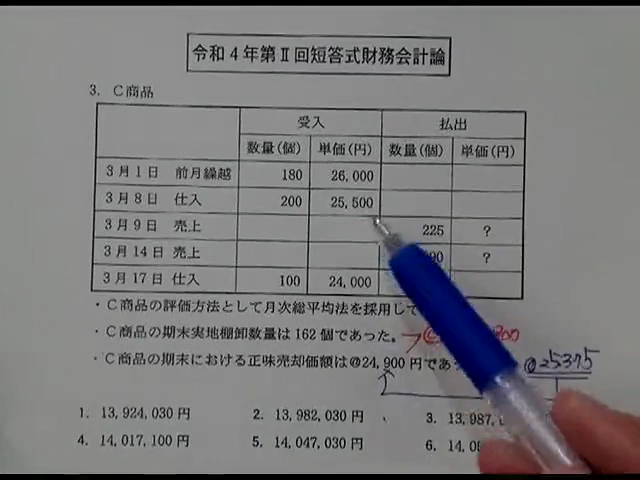 令和4年第Ⅱ回短答式財務会計論
3. C商品
受入 払出
数量(個) 単価(円) 数量(個) 単価(円)
3月1日 前月繰越 180 26,000
3月8日 仕入 200 25,500
3月9日 売上 225 ?
3月14日 売上 ?
3月17日 仕入 100 24,000
・C商品の評価方法として月次総平均法を採用して
・C商品の期末実地棚卸数量は162個であった。
・C商品の期末における正味売却価額は@24,900円であ
@25375
1. 13,924,030円 2. 13,982,030円 3. 13,987,
4. 14,017,100円 5. 14,047,030円 6.